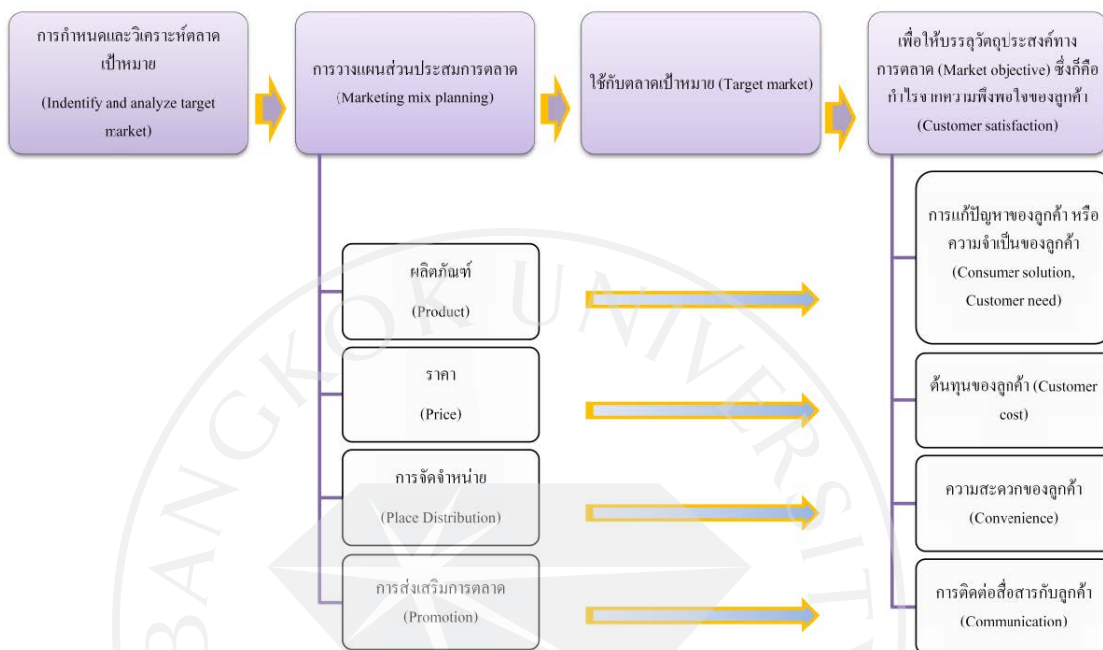 การกำหนดและวิเคราะห์ตลาด
เป้าหมาย
(Indentify and analyze target
market)
การวางแผนส่วนประสมการตลาด
(Marketing mix planning)
ใช้กับตลาดเป้าหมาย (Target market)
เพื่อให้บรรลุวัตถุประสงค์ทาง
การตลาด (Market objective) ซึ่งก็คือ
กำไรจากความพึงพอใจของลูกค้า
(Customer satisfaction)
ผลิตภัณฑ์
(Product)
ราคา
(Price)
การจัดจำหน่าย
(Place Distribution)
การส่งเสริมการตลาด
(Promotion)
การแก้ปัญหาของลูกค้า หรือ
ความจำเป็นของลูกค้า
(Consumer solution,
Customer need)
ต้นทุนของลูกค้า (Customer
cost)
ความสะดวกของลูกค้า
(Convenience)
การติดต่อสื่อสารกับลูกค้า
(Communication)
BANGKOK UNIVERSITY